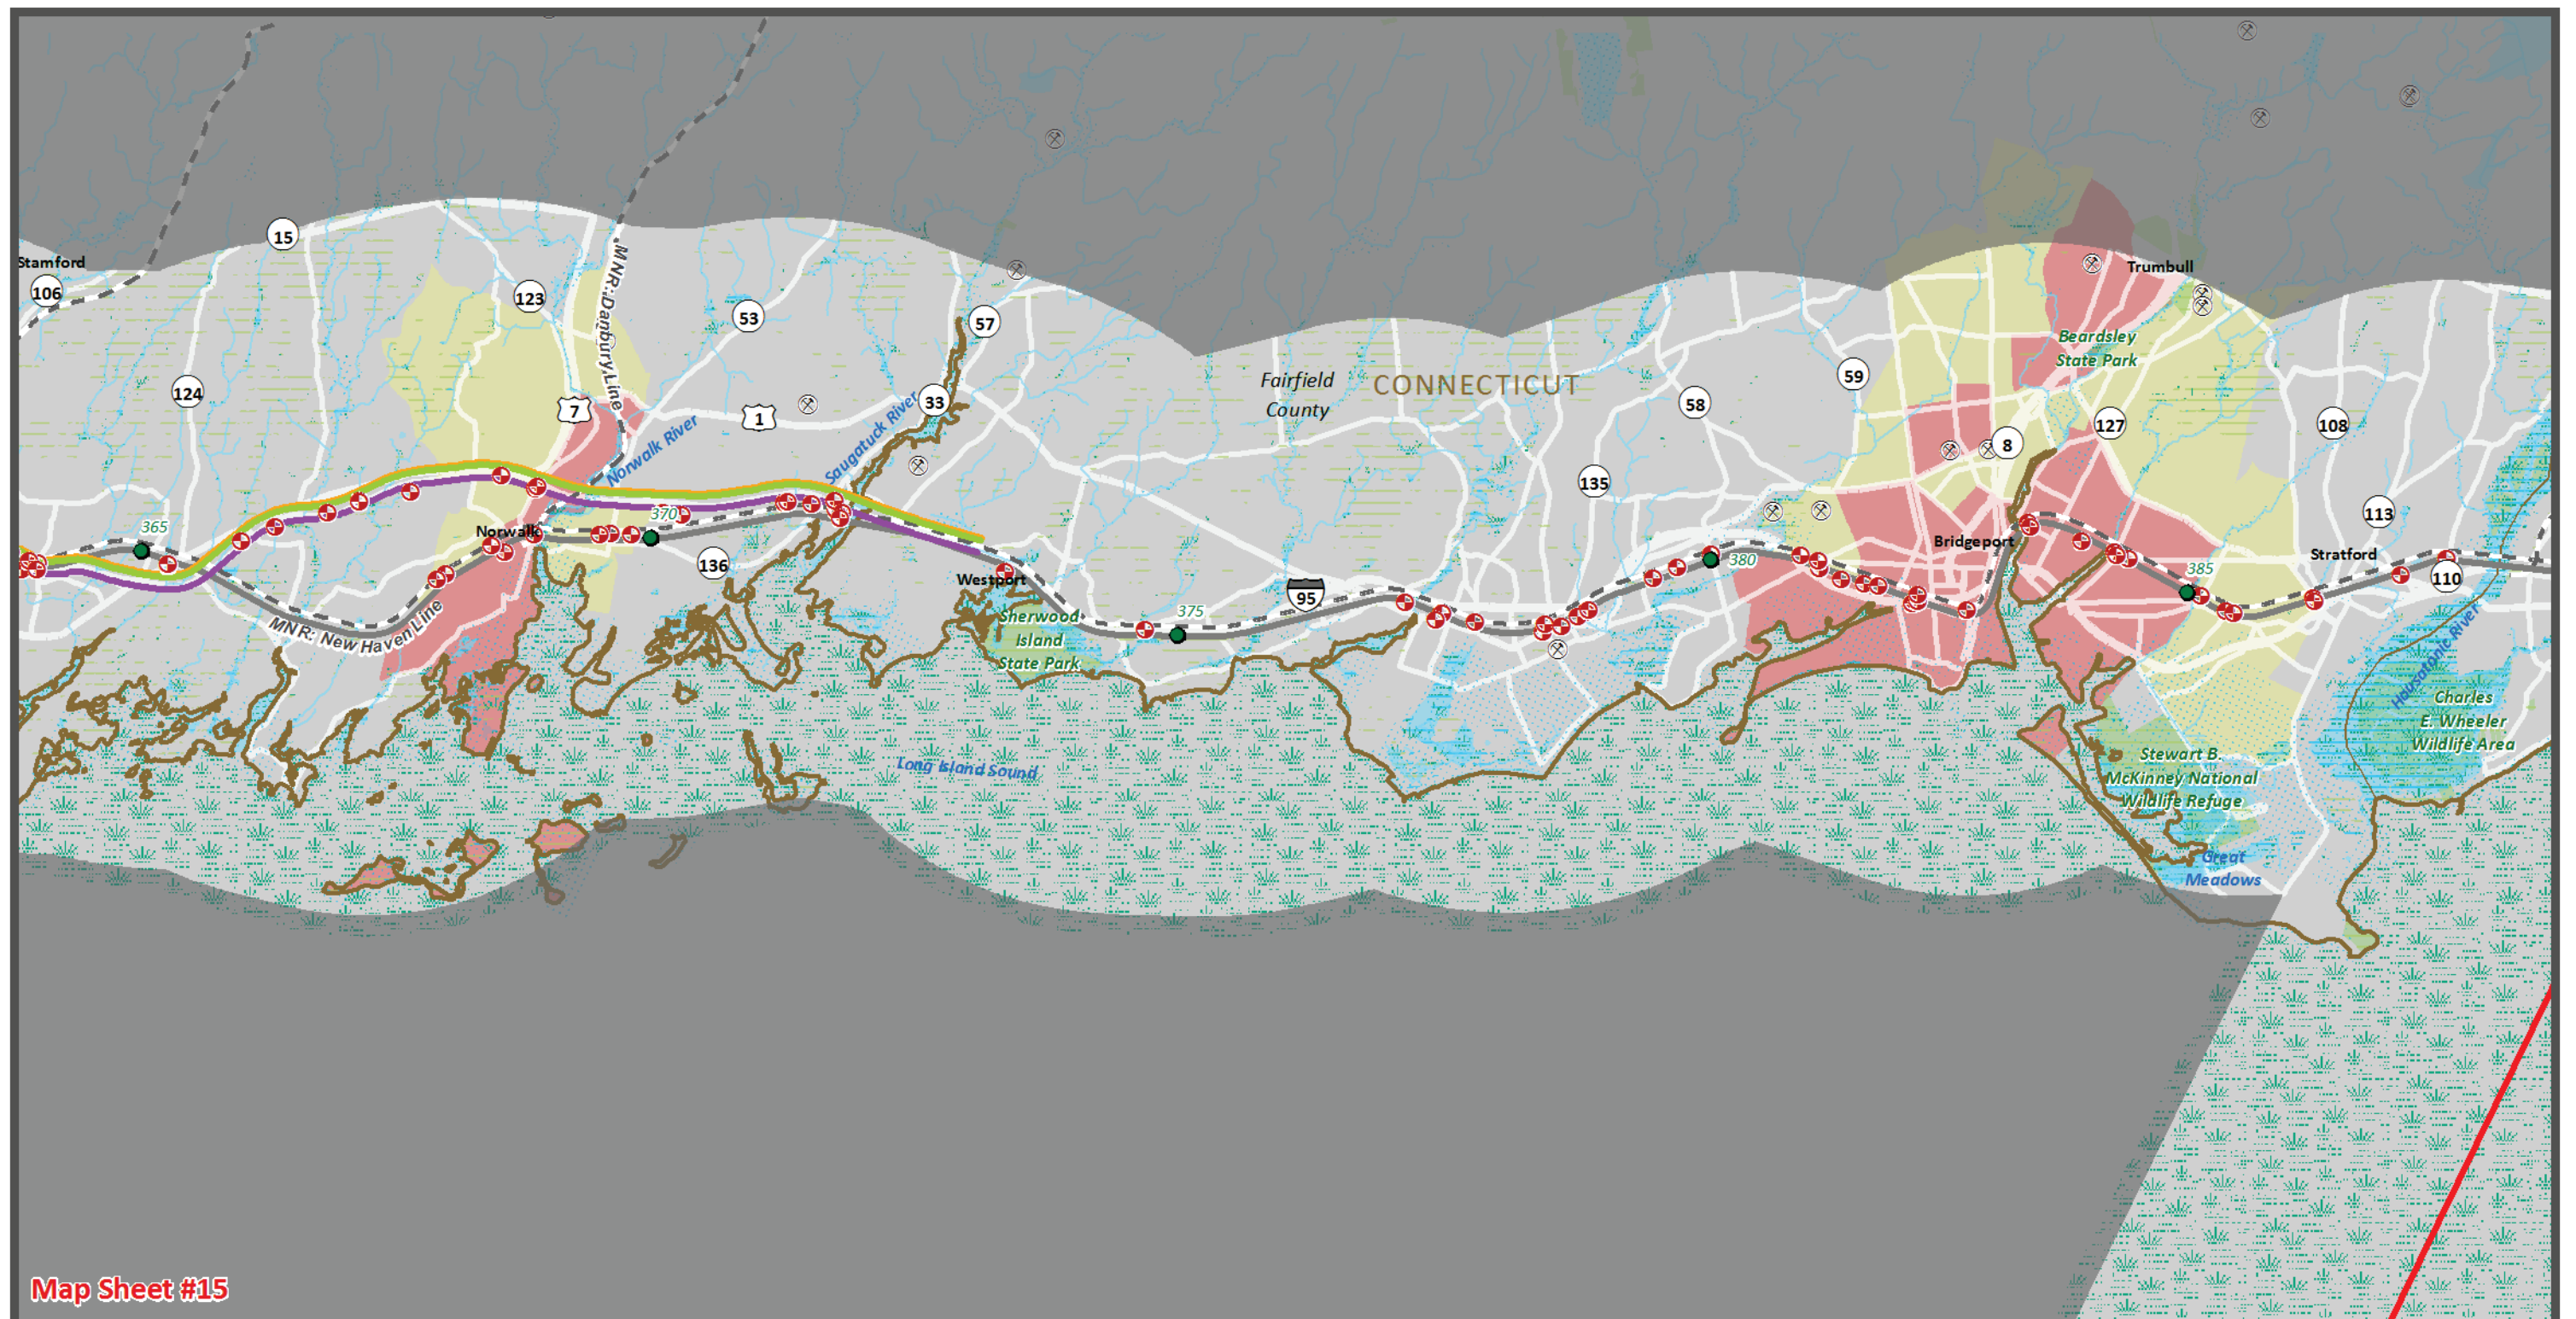 15
Stamford
106
123
53
57
124
MNR: Danbury Line
7
1
33
Norwalk River
Saugatuck River
Fairfield
County
CONNECTICUT
58
59
Trumbull
Beardsley
State Park
8
127
108
135
113
365
370
Norwalk
136
Westport
375
95
380
Bridgeport
385
Stratford
110
MNR: New Haven Line
Sherwood
Island
State Park
Housatonic River
Charles
E. Wheeler
Wildlife Area
Stewart B.
McKinney National
Wildlife Refuge
Long Island Sound
Great
Meadows
Map Sheet #15